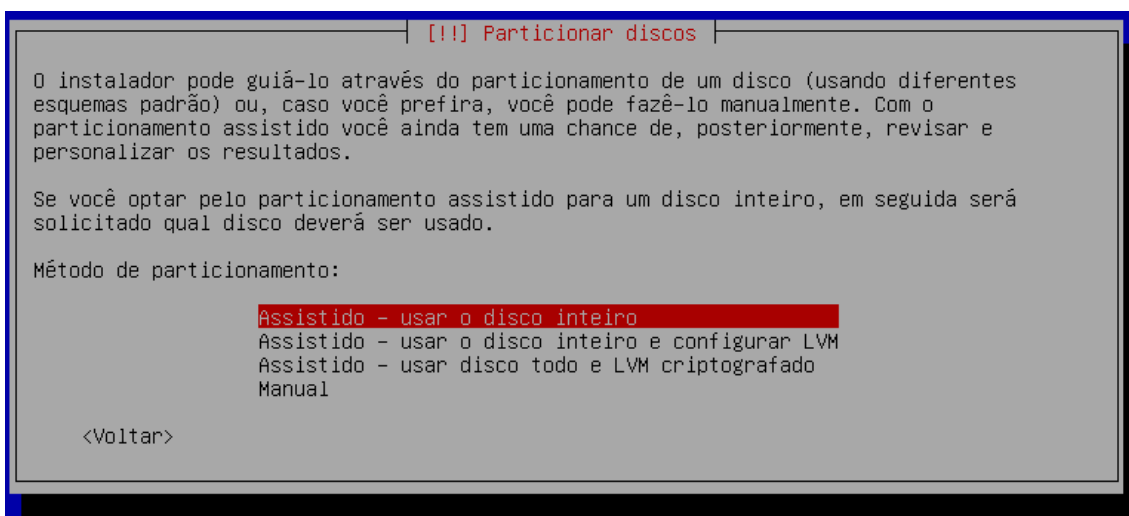 [!!] Particionar discos
O instalador pode guiá-lo através do particionamento de um disco (usando diferentes
esquemas padrão) ou, caso você prefira, você pode fazê-lo manualmente. Com o
particionamento assistido você ainda tem uma chance de, posteriormente, revisar e
personalizar os resultados.
Se você optar pelo particionamento assistido para um disco inteiro, em seguida será
solicitado qual disco deverá ser usado.
Método de particionamento:
Assistido - usar o disco inteiro
Assistido - usar o disco inteiro e configurar LVM
Assistido - usar disco todo e LVM criptografado
Manual
<Voltar>